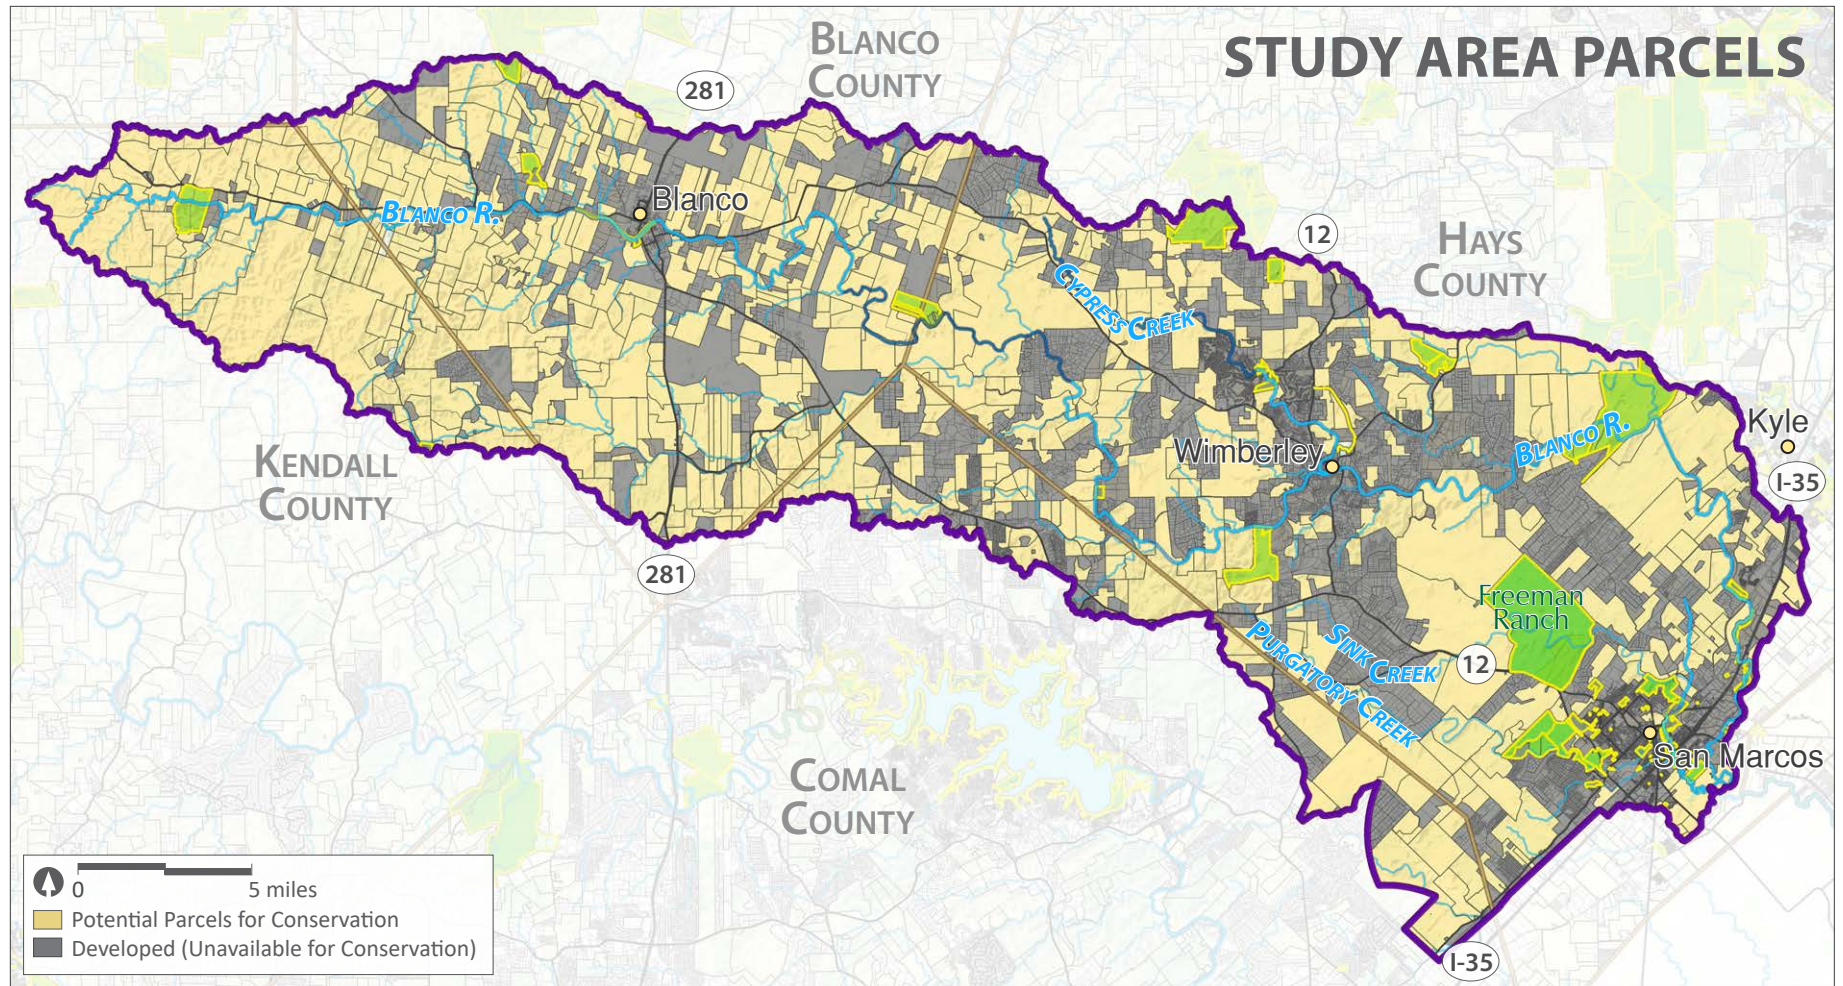 STUDY AREA PARCELS
BLANCO
COUNTY
281
Blanco
BLANCO R.
12
HAYS
COUNTY
CYPRESS CREEK
Kyle
I-35
BLANCO R.
Wimberley
KENDALL
COUNTY
281
Freeman
Ranch
SINK CREEK
PURGATORY CREEK
12
San Marcos
COMAL
COUNTY
0 5 miles
Potential Parcels for Conservation
Developed (Unavailable for Conservation)
I-35